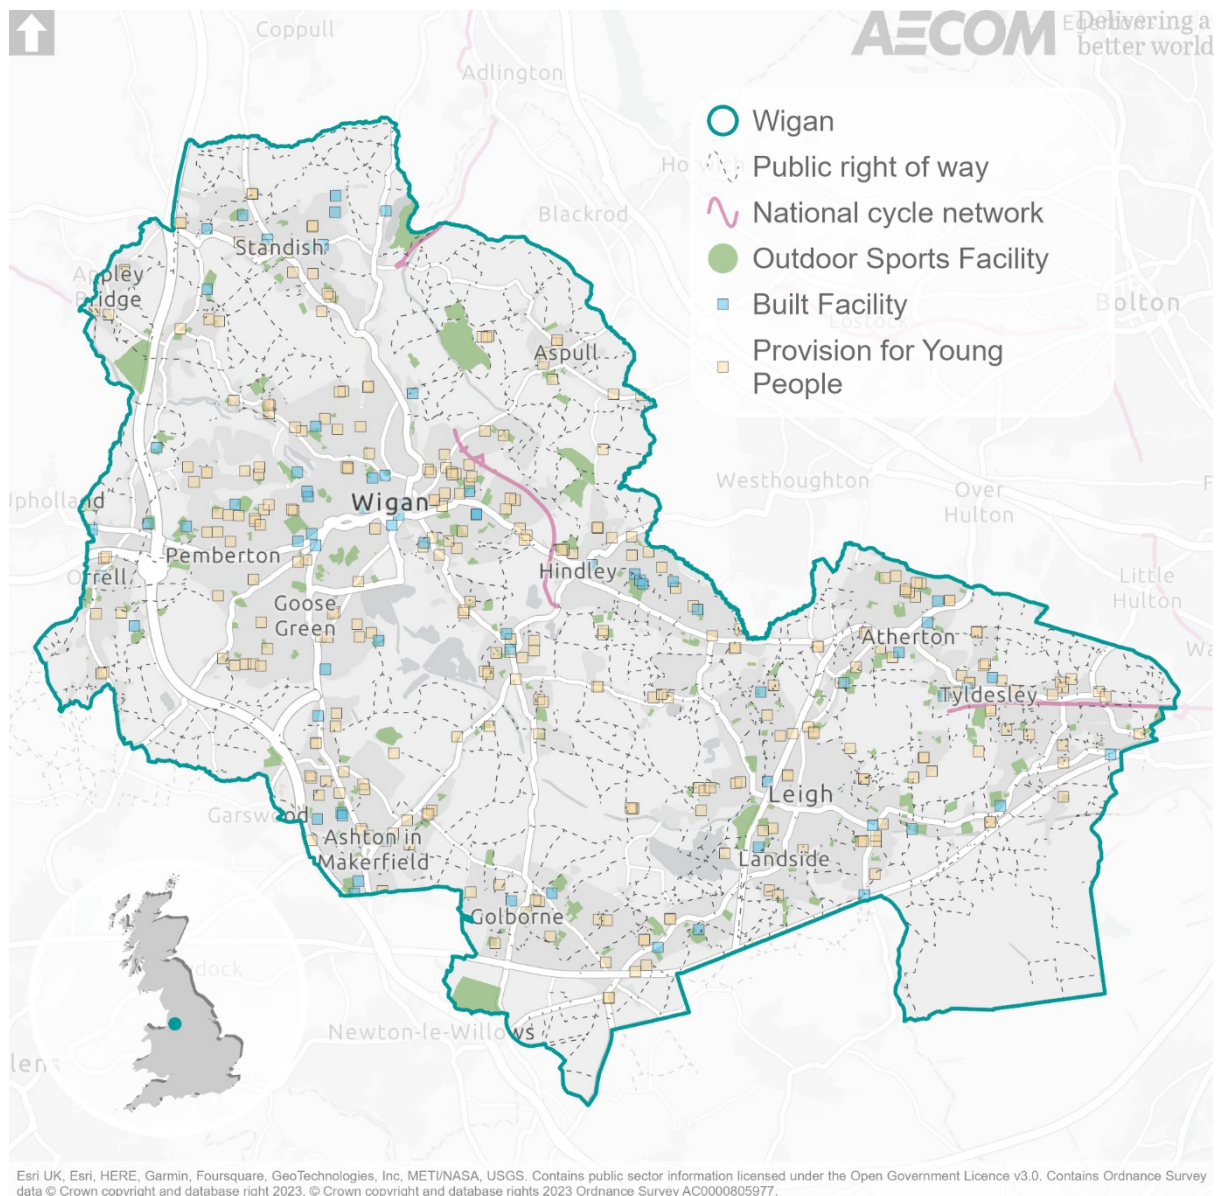 Coppull
Adlington
AECOM
Delivering a
better world
Wigan
Public right of way
National cycle network
Outdoor Sports Facility
Built Facility
Provision for Young
People
Blackrod
Standish
Appley
Bridge
Bolton
Lostock
Aspull
Westhoughton
Over
Hulton
Upholland
Wigan
Pemberton
Orrell
Hindley
Little
Hulton
Goose
Green
Atherton
Tyldesley
Leigh
Garswood
Ashton in
Makerfield
Landside
Golborne
dock
Newton-le-Willows
Esri UK, Esri, HERE, Garmin, Foursquare, GeoTechnologies, Inc, METI/NASA, USGS. Contains public sector information licensed under the Open Government Licence v3.0. Contains Ordnance Survey
data © Crown copyright and database right 2023. © Crown copyright and database rights 2023 Ordnance Survey AC0000805977.